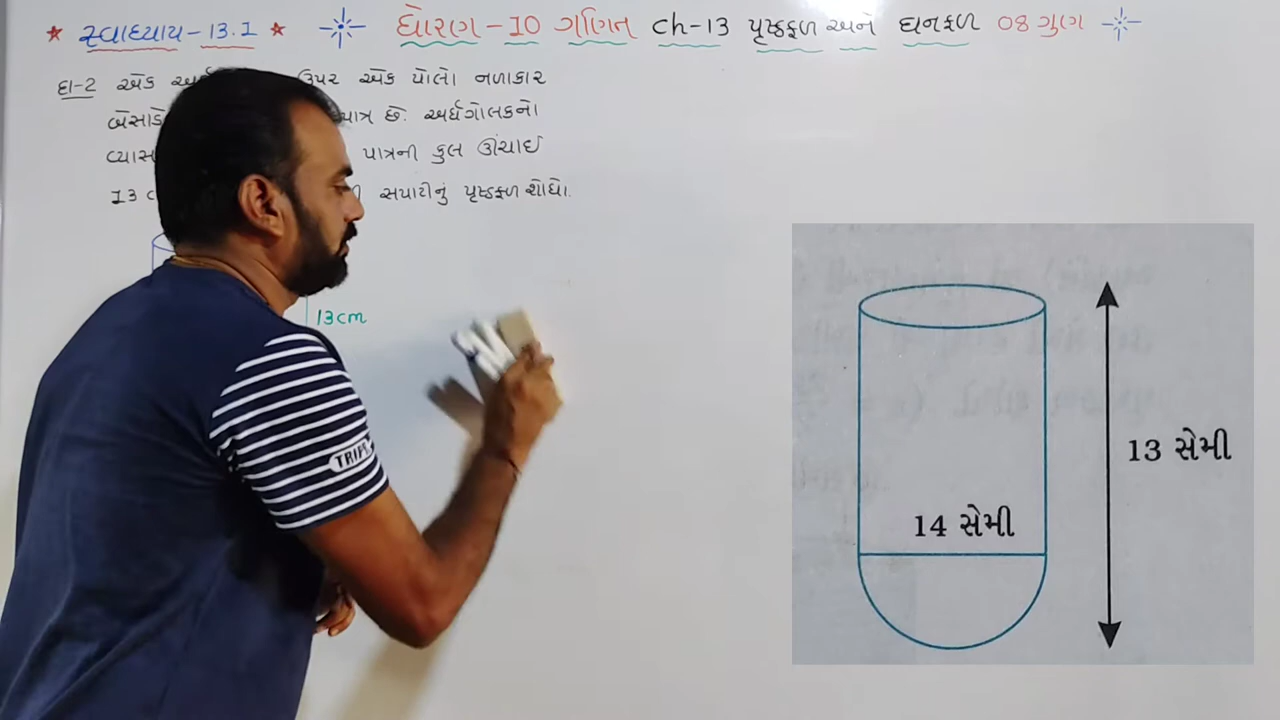 સ્વાધ્યાય-13.1
ધોરણ-10 ગણિત ch-13 પૃષ્ઠફળ અને ઘનફળ 08 ગુણ
દા-2 એક ઉપર એક પોલો નળાકાર
પાત્ર છે. અર્ધગોલકનો
વ્યાસ પાત્રની કુલ ઊંચાઈ
13 સપાટીનું પૃષ્ઠફળ શોધો.
13cm
13 સેમી
14 સેમી
TRIPS